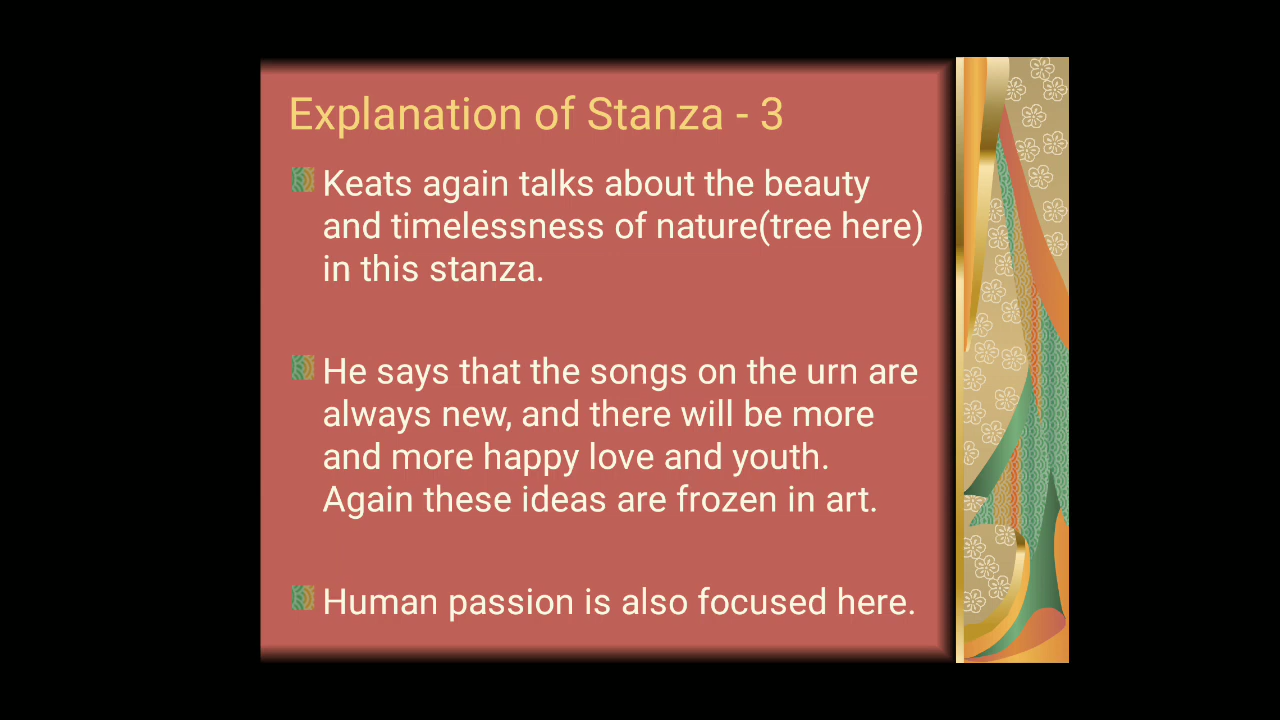 Explanation of Stanza - 3
Keats again talks about the beauty
and timelessness of nature(tree here)
in this stanza.
He says that the songs on the urn are
always new, and there will be more
and more happy love and youth.
Again these ideas are frozen in art.
Human passion is also focused here.